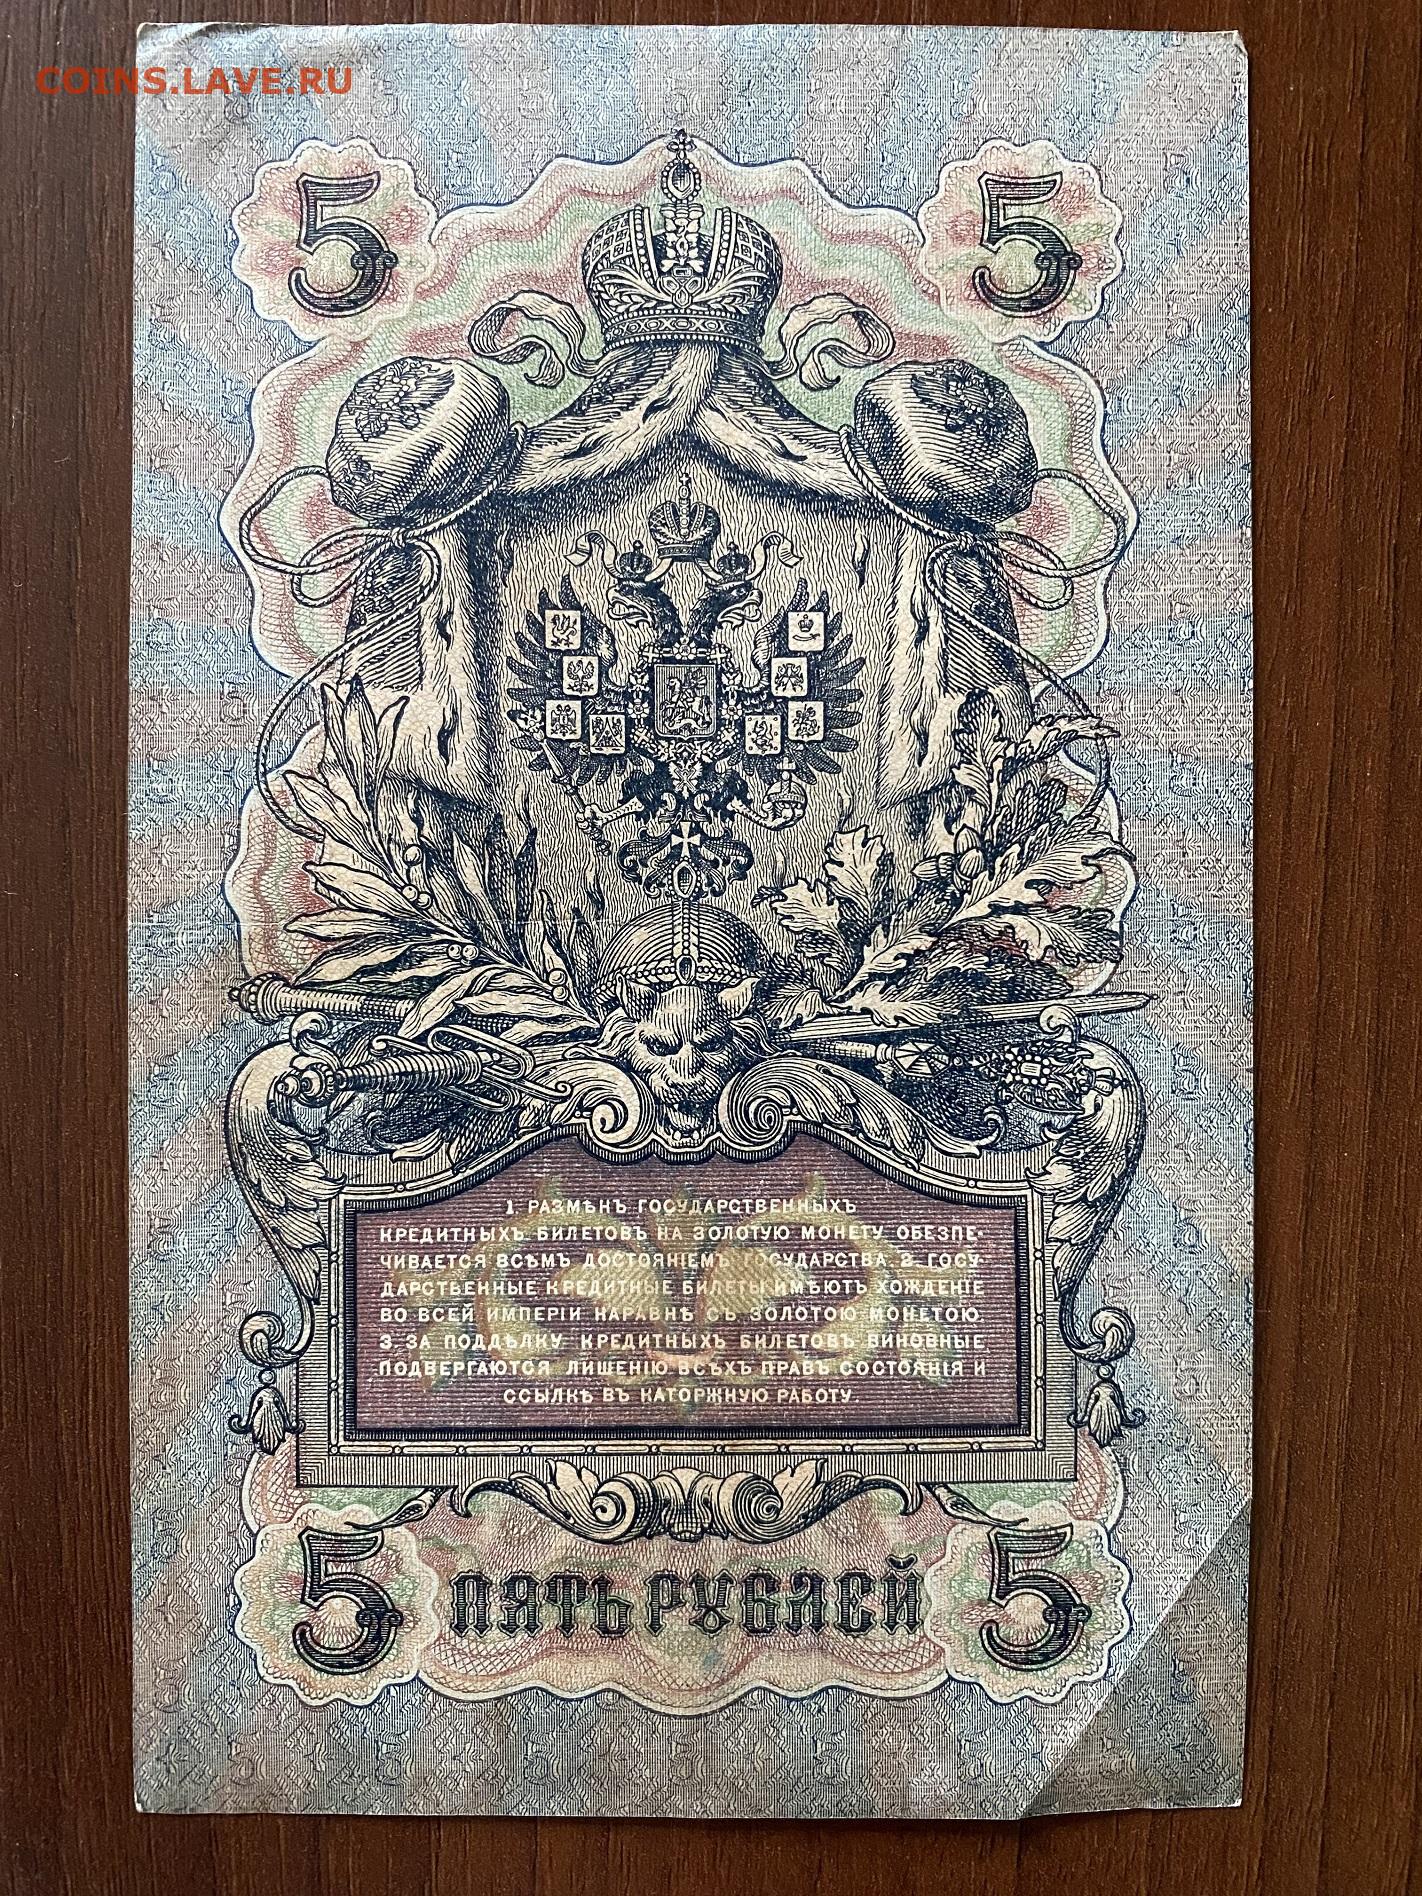 COINS.LAVE.RU
5 5
1. РАЗМѢНЪ ГОСУДАРСТВЕННЫХЪ
КРЕДИТНЫХЪ БИЛЕТОВЪ НА ЗОЛОТУЮ МОНЕТУ ОБЕЗПЕ-
ЧИВАЕТСЯ ВСѢМЪ ДОСТОЯНІЕМЪ ГОСУДАРСТВА. 2. ГОСУ-
ДАРСТВЕННЫЕ КРЕДИТНЫЕ БИЛЕТЫ ИМѢЮТЪ ХОЖДЕНІЕ
ВО ВСЕЙ ИМПЕРІИ НАРАВНѢ СЪ ЗОЛОТОЮ МОНЕТОЮ.
3. ЗА ПОДДѢЛКУ КРЕДИТНЫХЪ БИЛЕТОВЪ ВИНОВНЫЕ
ПОДВЕРГАЮТСЯ ЛИШЕНІЮ ВСѢХЪ ПРАВЪ СОСТОЯНІЯ И
ССЫЛКѢ ВЪ КАТОРЖНУЮ РАБОТУ
5 ПЯТЬ РУБЛЕЙ 5